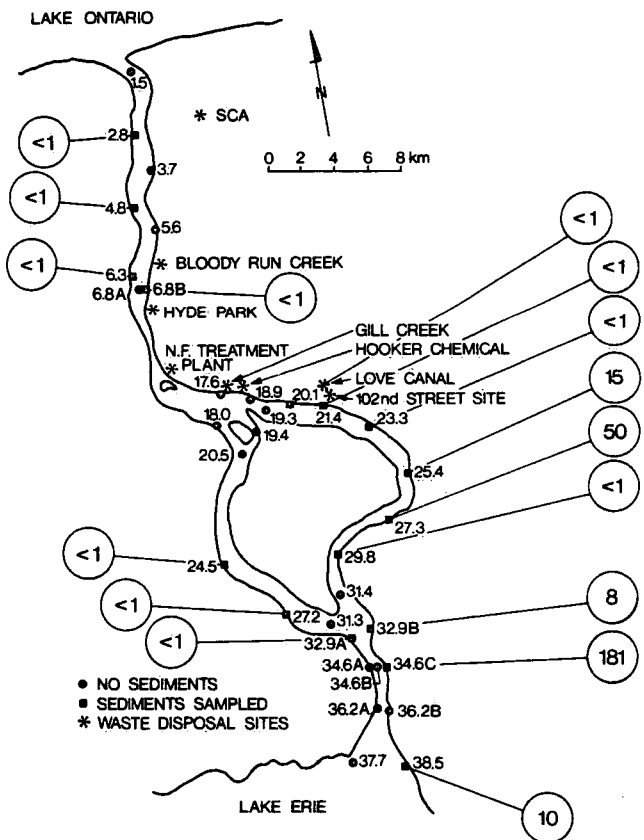 LAKE ONTARIO
1.5
N
* SCA
0 2 4 6 8 km
<1
2.8
3.7
<1
4.8
5.6
<1
<1
* BLOODY RUN CREEK
<1
6.3
6.8A
6.8B
<1
* HYDE PARK
<1
GILL CREEK
N.F. TREATMENT
* PLANT
HOOKER CHEMICAL
17.6
* LOVE CANAL
18.9
20.1
* 102nd STREET SITE
19.3
21.4
23.3
15
18.0
19.4
20.5
25.4
50
27.3
<1
<1
29.8
24.5
31.4
<1
27.2
31.3
32.9B
8
<1
32.9A
34.6A
34.6C
181
34.6B
● NO SEDIMENTS
■ SEDIMENTS SAMPLED
* WASTE DISPOSAL SITES
36.2A
36.2B
37.7
38.5
LAKE ERIE
10